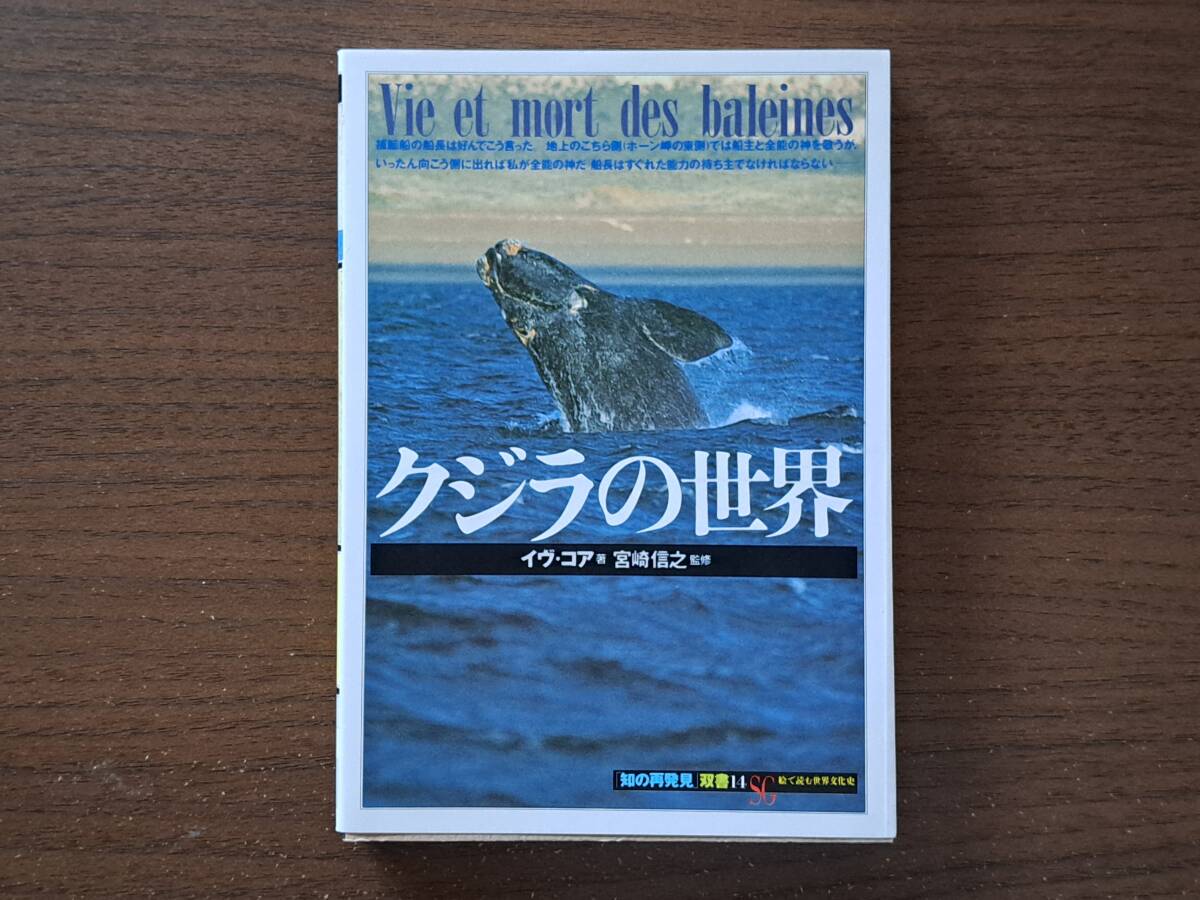 Vie et mort des baleines
捕鯨船の船長は好んでこう言った 地上のこちら側(ホーン岬の東側)では船主と全能の神を敬うが、
いったん向こう側に出れば私が全能の神だ 船長はすぐれた能力の持ち主でなければならない
クジラの世界
イヴ・コア著 宮崎信之監修
「知の再発見」双書14 SG 絵で読む世界文化史